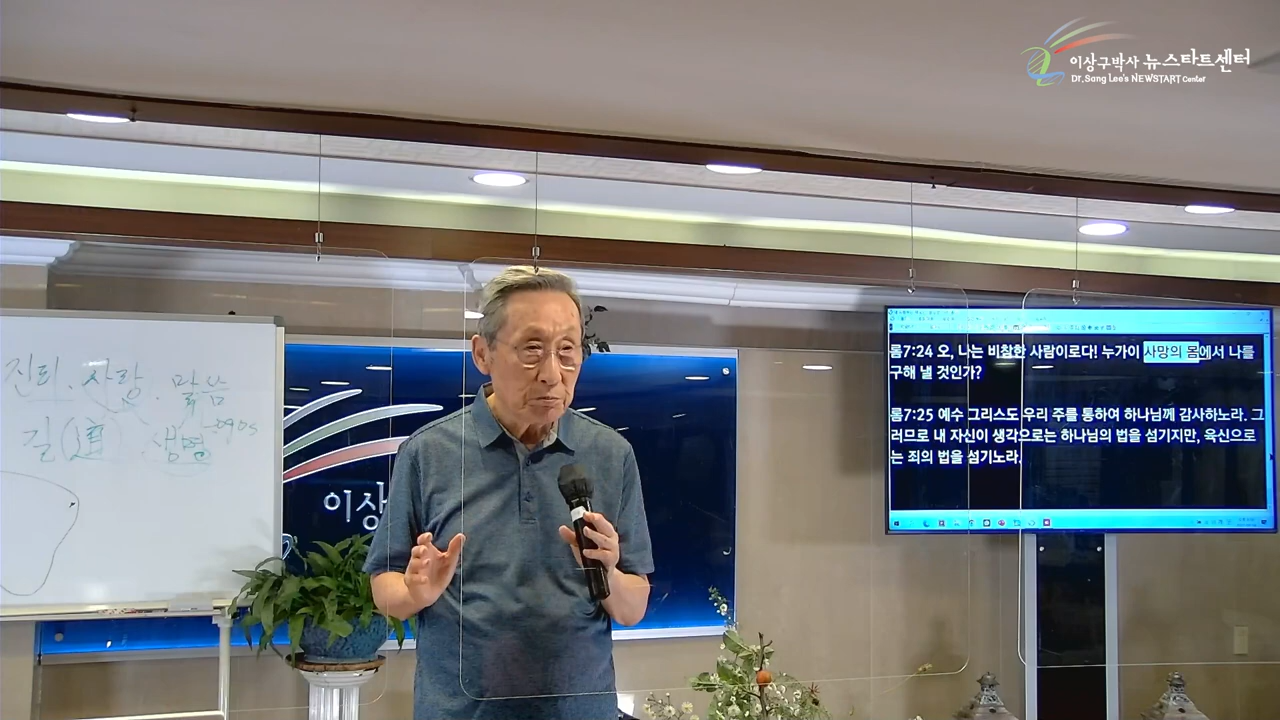 이상구박사 뉴스타트센터
Dr. Sang Lee's NEWSTART Center
진리. 사랑. 말씀
logos
길(道) 생명
이상
롬7:24 오, 나는 비참한 사람이로다! 누가이 사망의 몸에서 나를
구해 낼 것인가?
롬7:25 예수 그리스도 우리 주를 통하여 하나님께 감사하노라. 그
러므로 내 자신이 생각으로는 하나님의 법을 섬기지만, 육신으로
는 죄의 법을 섬기노라.